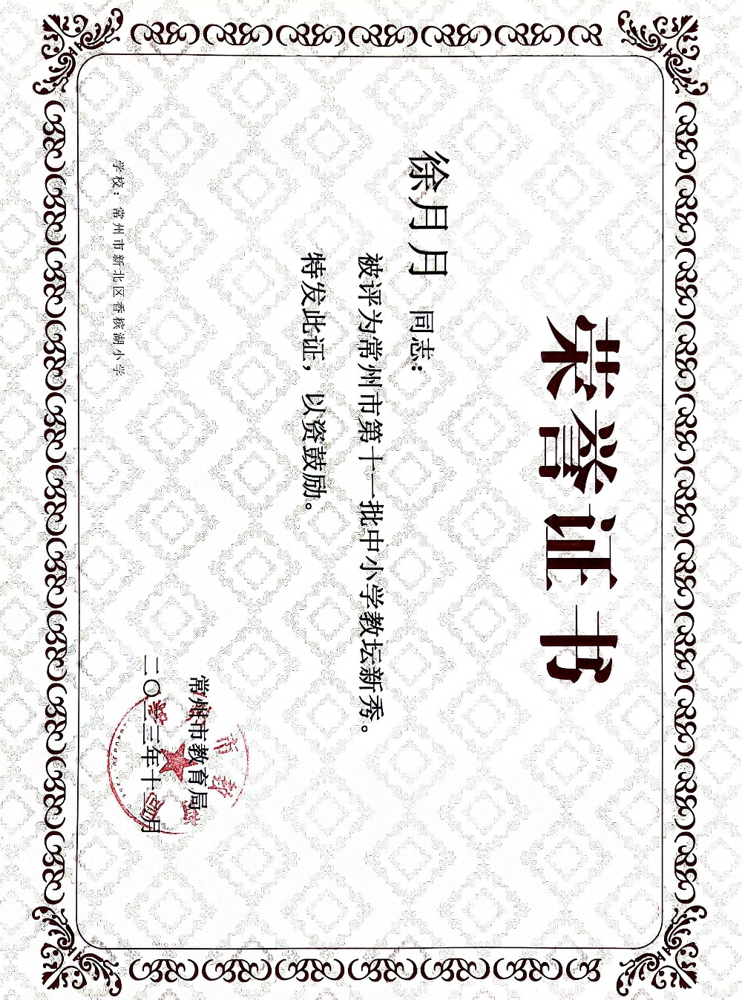 荣誉证书
徐月月 同志:
被评为常州市第十一批中小学教坛新秀。
特发此证，以资鼓励。
常州市教育局
二〇二三年十二月
学校：常州市新北区香槟湖小学